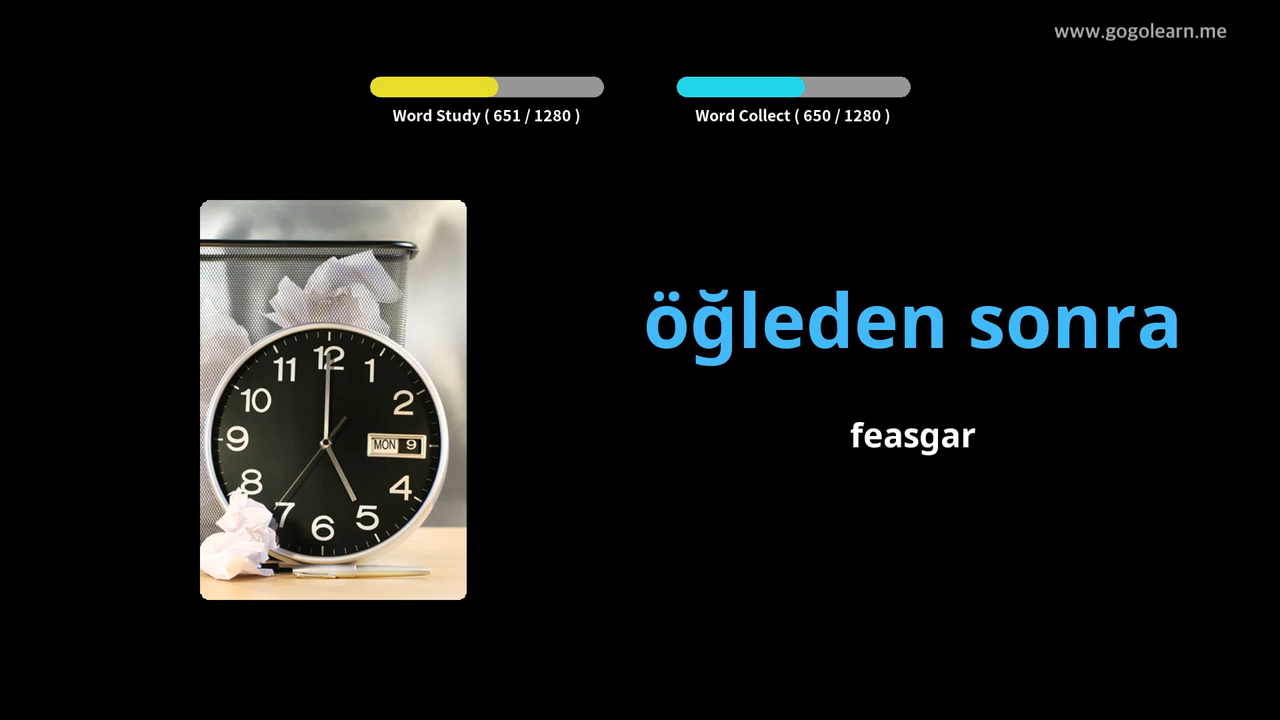 www.gogolearn.me
Word Study ( 651 / 1280 )
Word Collect ( 650 / 1280 )
öğleden sonra
feasgar
12
11
1
10
2
9
MON 9
8
4
7
5
6